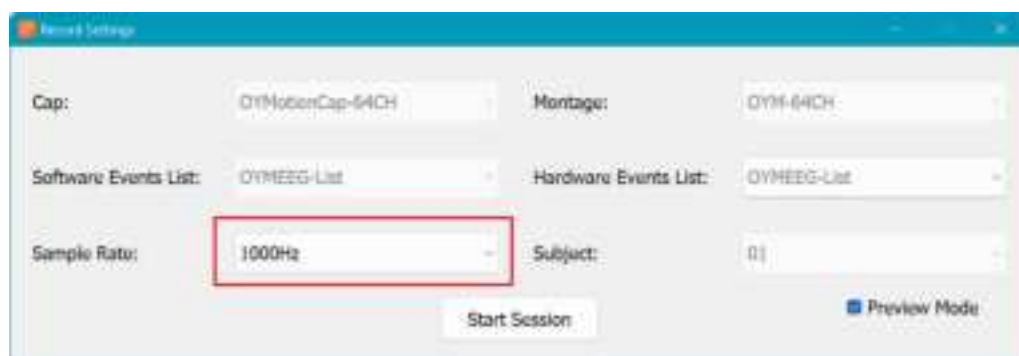 Record Settings
Cap: OYMotionCap-64CH Montage: OYM-64CH
Software Events List: OYMEEG-List Hardware Events List: OYMEEG-List
Sample Rate: 1000Hz Subject: 01
Start Session Preview Mode